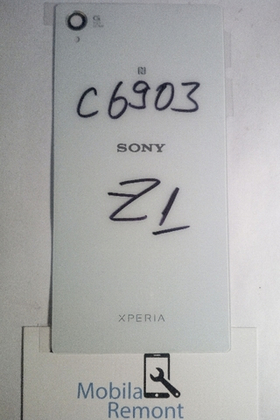 C6903
SONY
Z1
XPERIA
Mobila
Remont